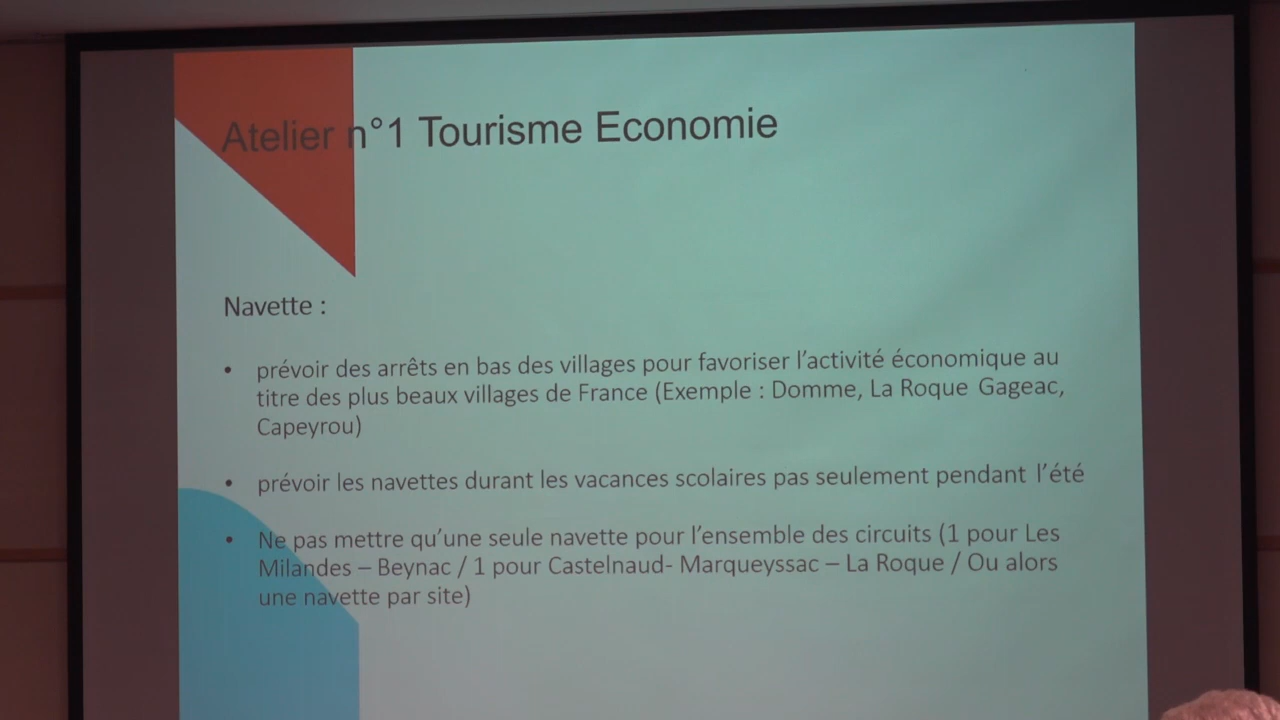 Atelier n°1 Tourisme Economie
Navette :
• prévoir des arrêts en bas des villages pour favoriser l’activité économique au
titre des plus beaux villages de France (Exemple : Domme, La Roque Gageac,
Capeyrou)
• prévoir les navettes durant les vacances scolaires pas seulement pendant l’été
• Ne pas mettre qu’une seule navette pour l’ensemble des circuits (1 pour Les
Milandes – Beynac / 1 pour Castelnaud- Marqueyssac – La Roque / Ou alors
une navette par site)